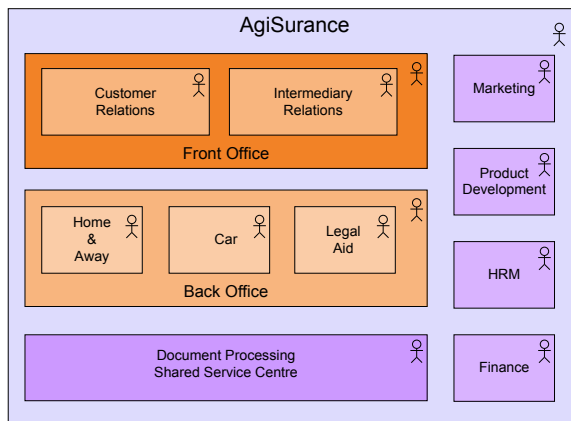 AgiSurance
Customer
Relations
Intermediary
Relations
Front Office
Home
&
Away
Car
Legal
Aid
Back Office
Document Processing
Shared Service Centre
Marketing
Product
Development
HRM
Finance